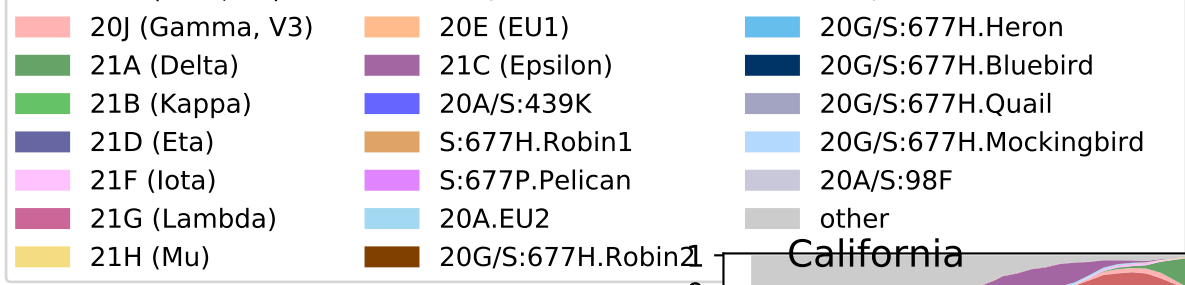 20J (Gamma, V3) 20E (EU1) 20G/S:677H.Heron
21A (Delta) 21C (Epsilon) 20G/S:677H.Bluebird
21B (Kappa) 20A/S:439K 20G/S:677H.Quail
21D (Eta) S:677H.Robin1 20G/S:677H.Mockingbird
21F (Iota) S:677P.Pelican 20A/S:98F
21G (Lambda) 20A.EU2 other
21H (Mu) 20G/S:677H.Robin2 1 California